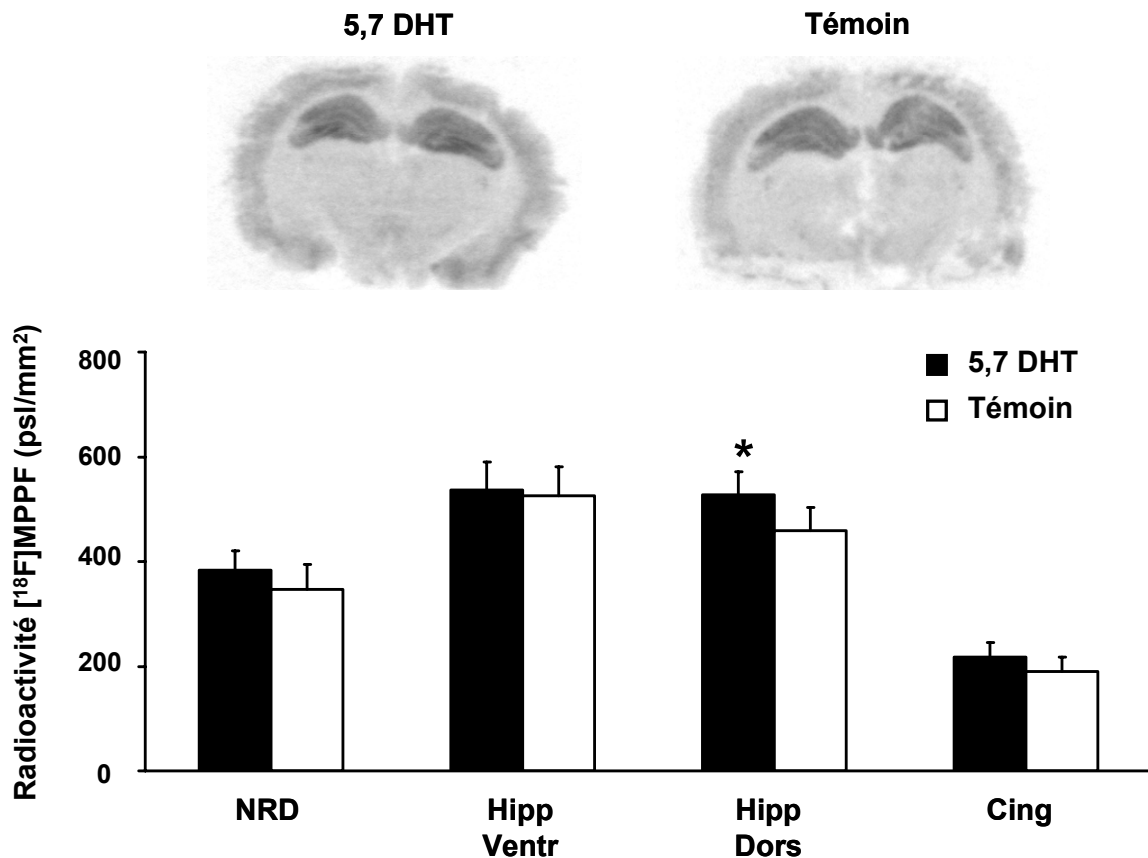 5,7 DHT
Témoin
Radioactivité [¹⁸F]MPPF (psl/mm²)
800
600
400
200
0
5,7 DHT
Témoin
*
NRD
Hipp
Ventr
Hipp
Dors
Cing